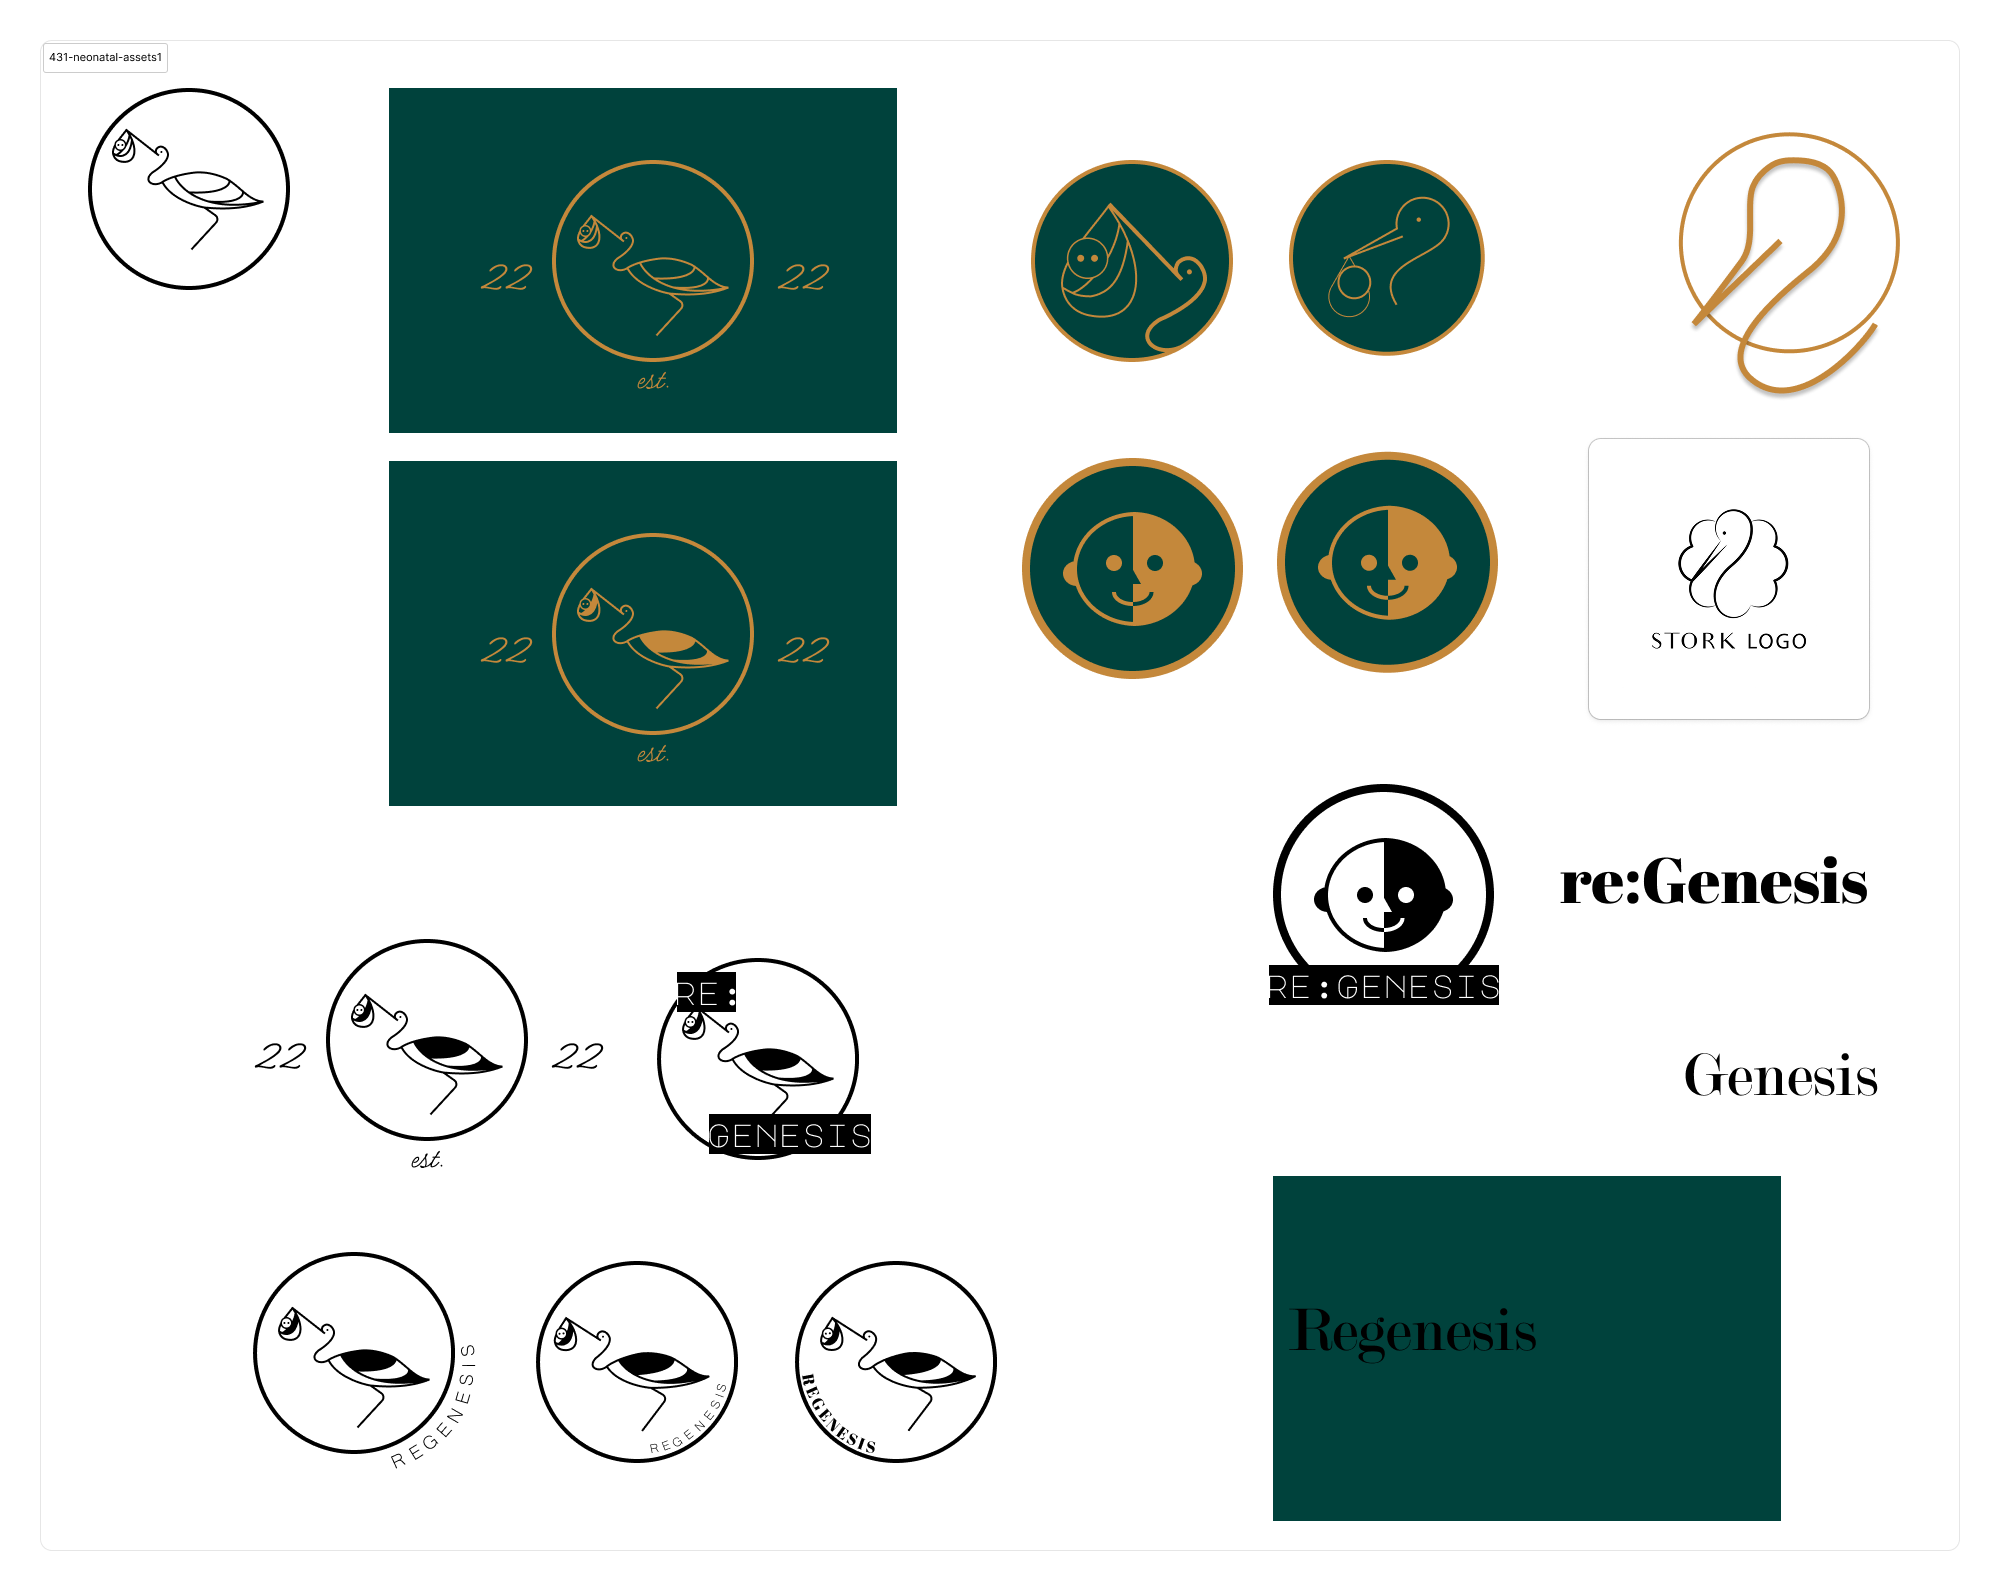 431-neonatal-assets1
22 22
est.
STORK LOGO
22 22
est.
re:Genesis
RE:GENESIS
RE:
22 22
GENESIS
est.
Genesis
Regenesis
REGENESIS
REGENESIS
REGENESIS